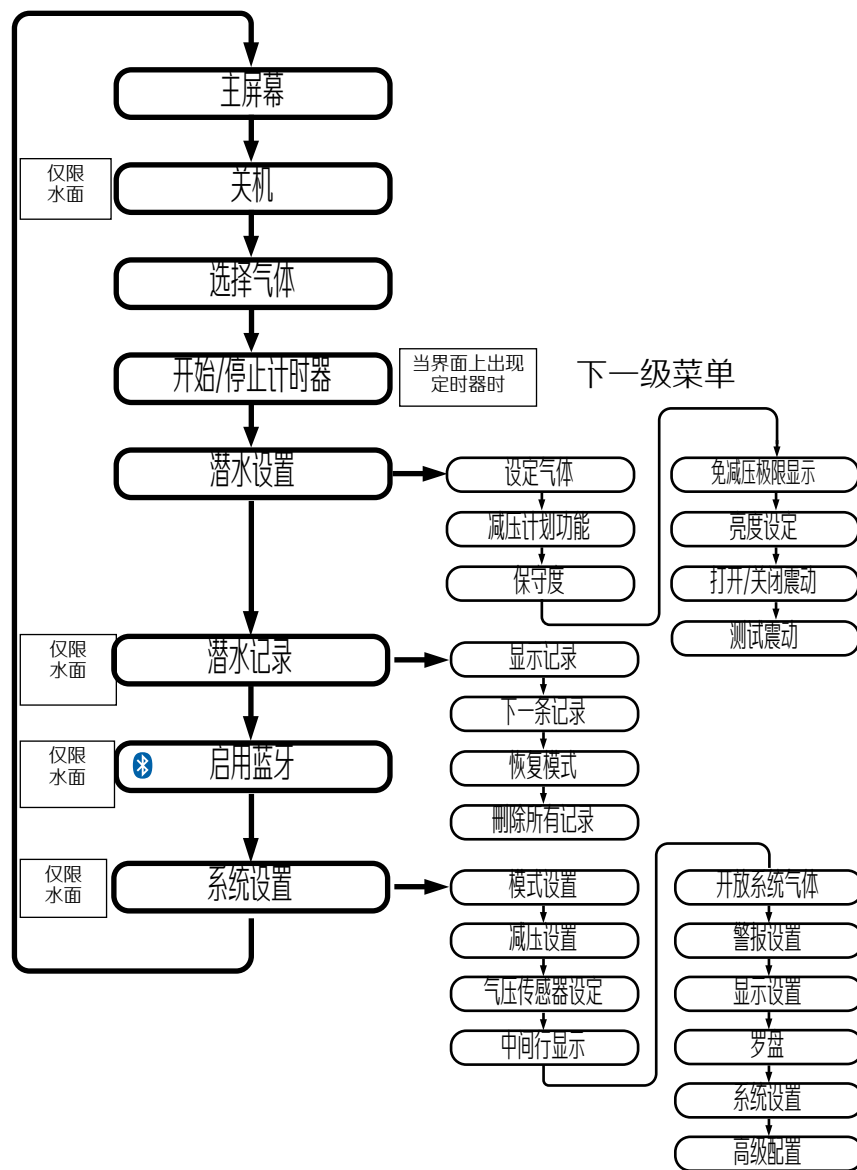 主屏幕
仅限
水面
关机
选择气体
开始/停止计时器
当界面上出现
定时器时
下一级菜单
潜水设置
设定气体
减压计划功能
保守度
免减压极限显示
亮度设定
打开/关闭震动
测试震动
仅限
水面
潜水记录
显示记录
下一条记录
恢复模式
删除所有记录
仅限
水面
启用蓝牙
仅限
水面
系统设置
模式设置
减压设置
气压传感器设定
中间行显示
开放系统气体
警报设置
显示设置
罗盘
系统设置
高级配置